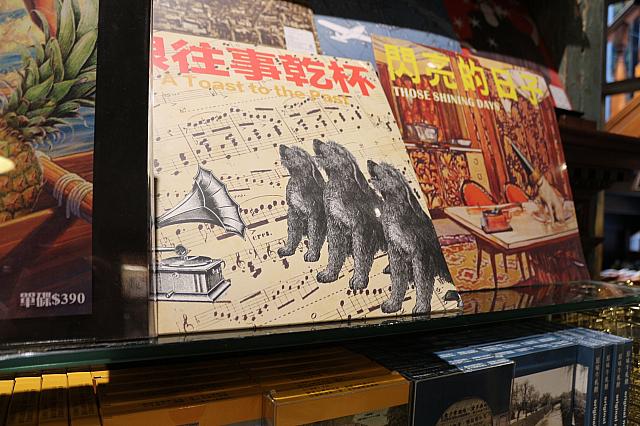 跟往事乾杯
A Toast to the Past
閃亮的日子
THOSE SHINING DAYS
單碟$390